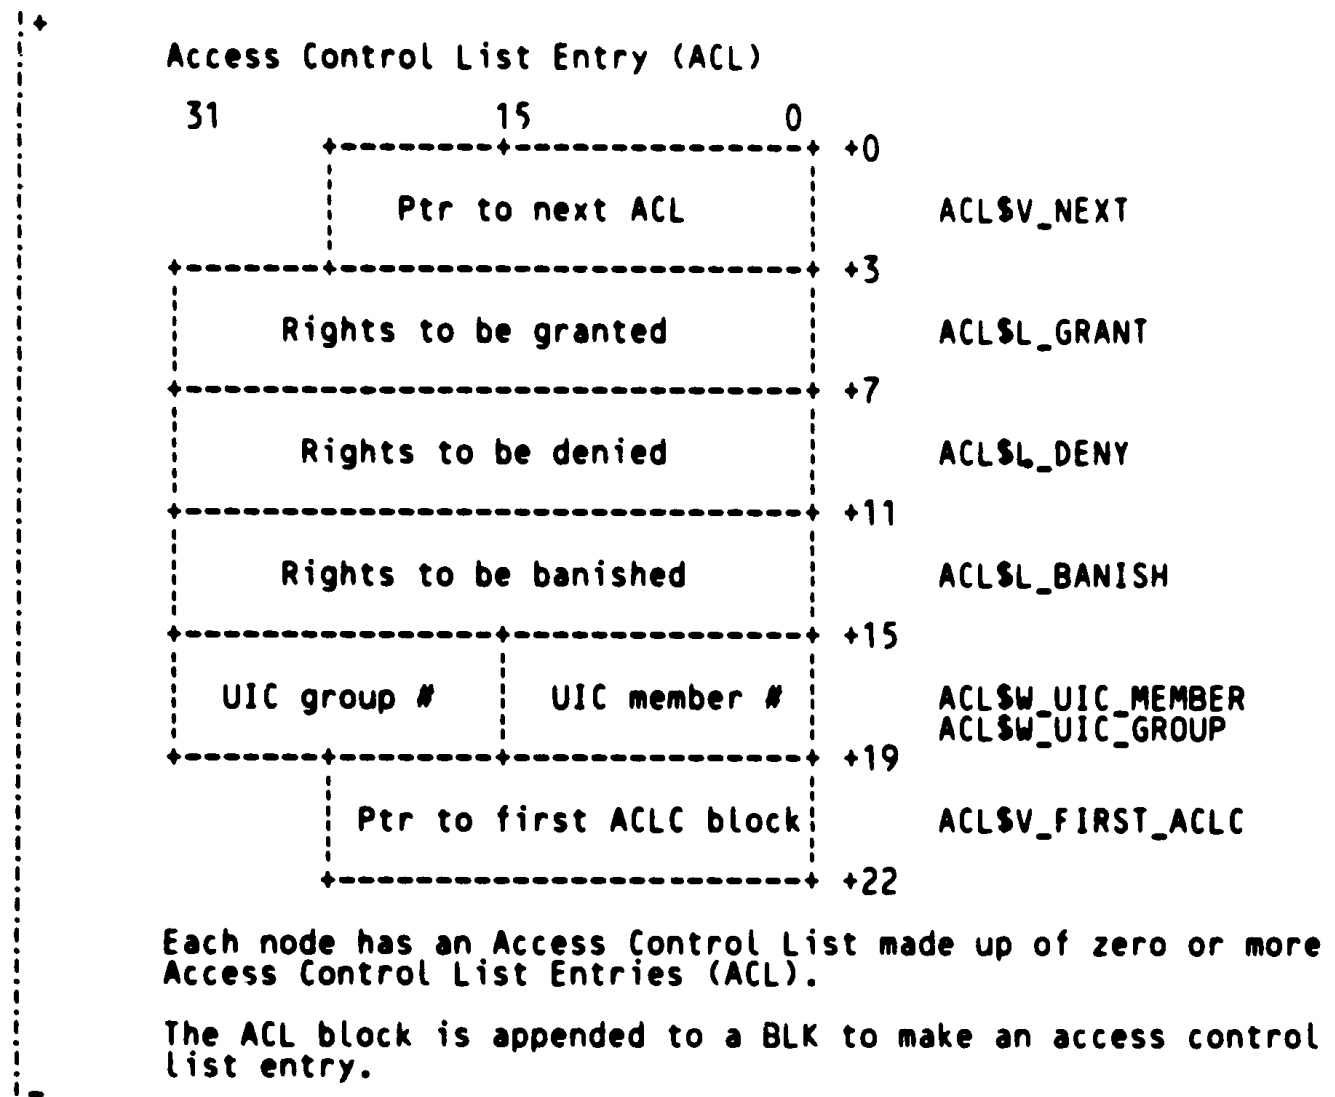 Access Control List Entry (ACL)
31 15 0
+0
Ptr to next ACL ACL$V_NEXT
+3
Rights to be granted ACL$L_GRANT
+7
Rights to be denied ACL$L_DENY
+11
Rights to be banished ACL$L_BANISH
+15
UIC group # UIC member # ACL$W_UIC_MEMBER
ACL$W_UIC_GROUP
+19
Ptr to first ACLC block ACL$V_FIRST_ACLC
+22
Each node has an Access Control List made up of zero or more
Access Control List Entries (ACL).
The ACL block is appended to a BLK to make an access control
list entry.